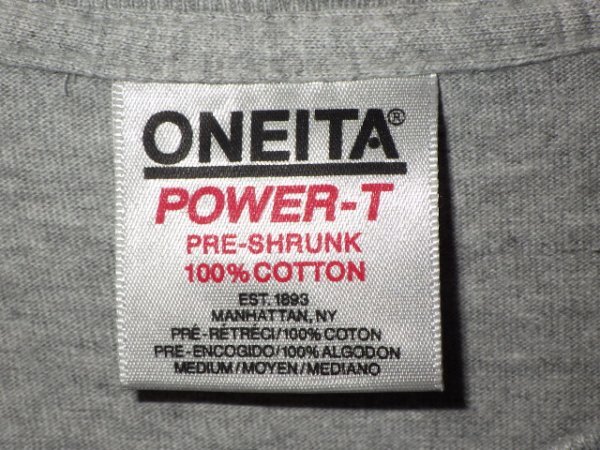 ONEITA®
POWER-T
PRE-SHRUNK
100% COTTON
EST. 1893
MANHATTAN, NY
PRÉ-RETRÉCI/100% COTON
PRE-ENCOGIDO/100% ALGODON
MEDIUM/MOYEN/MEDIANO